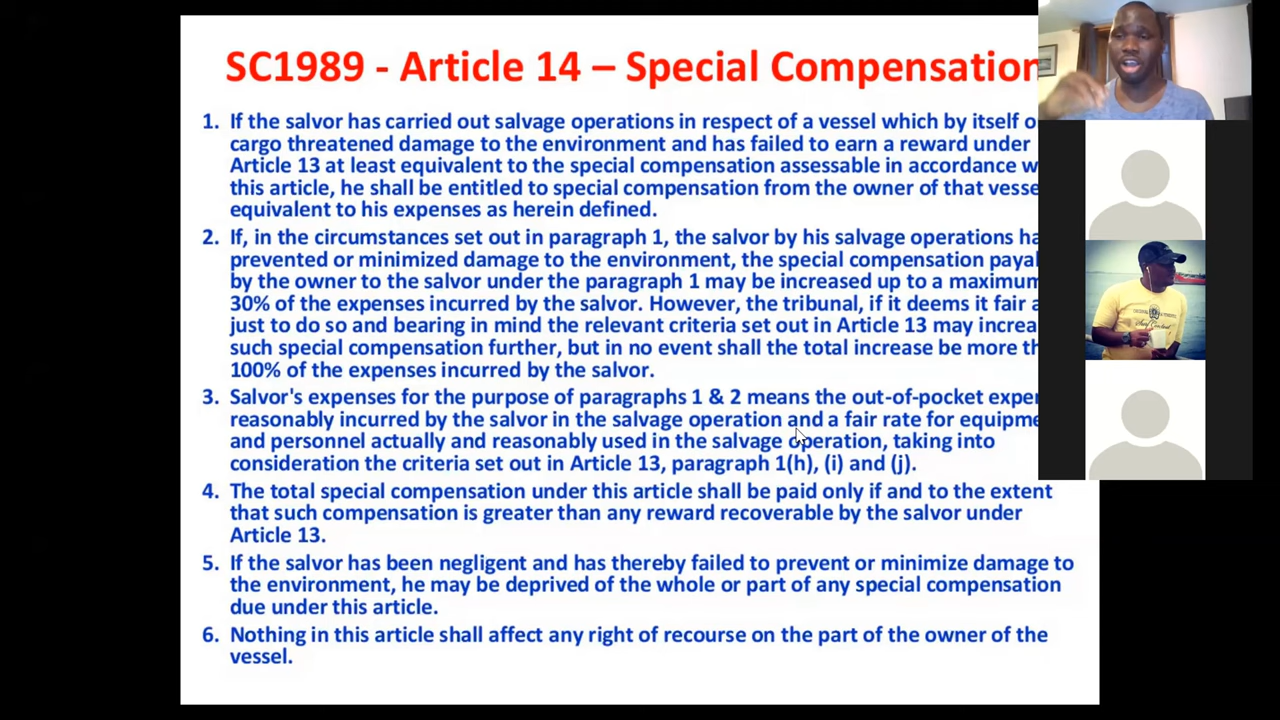 SC1989 - Article 14 – Special Compensation
1. If the salvor has carried out salvage operations in respect of a vessel which by itself o
cargo threatened damage to the environment and has failed to earn a reward under
Article 13 at least equivalent to the special compensation assessable in accordance w
this article, he shall be entitled to special compensation from the owner of that vesse
equivalent to his expenses as herein defined.
2. If, in the circumstances set out in paragraph 1, the salvor by his salvage operations ha
prevented or minimized damage to the environment, the special compensation paya
by the owner to the salvor under the paragraph 1 may be increased up to a maximum
30% of the expenses incurred by the salvor. However, the tribunal, if it deems it fair a
just to do so and bearing in mind the relevant criteria set out in Article 13 may increa
such special compensation further, but in no event shall the total increase be more th
100% of the expenses incurred by the salvor.
3. Salvor's expenses for the purpose of paragraphs 1 & 2 means the out-of-pocket expe
reasonably incurred by the salvor in the salvage operation and a fair rate for equipme
and personnel actually and reasonably used in the salvage operation, taking into
consideration the criteria set out in Article 13, paragraph 1(h), (i) and (j).
4. The total special compensation under this article shall be paid only if and to the extent
that such compensation is greater than any reward recoverable by the salvor under
Article 13.
5. If the salvor has been negligent and has thereby failed to prevent or minimize damage to
the environment, he may be deprived of the whole or part of any special compensation
due under this article.
6. Nothing in this article shall affect any right of recourse on the part of the owner of the
vessel.